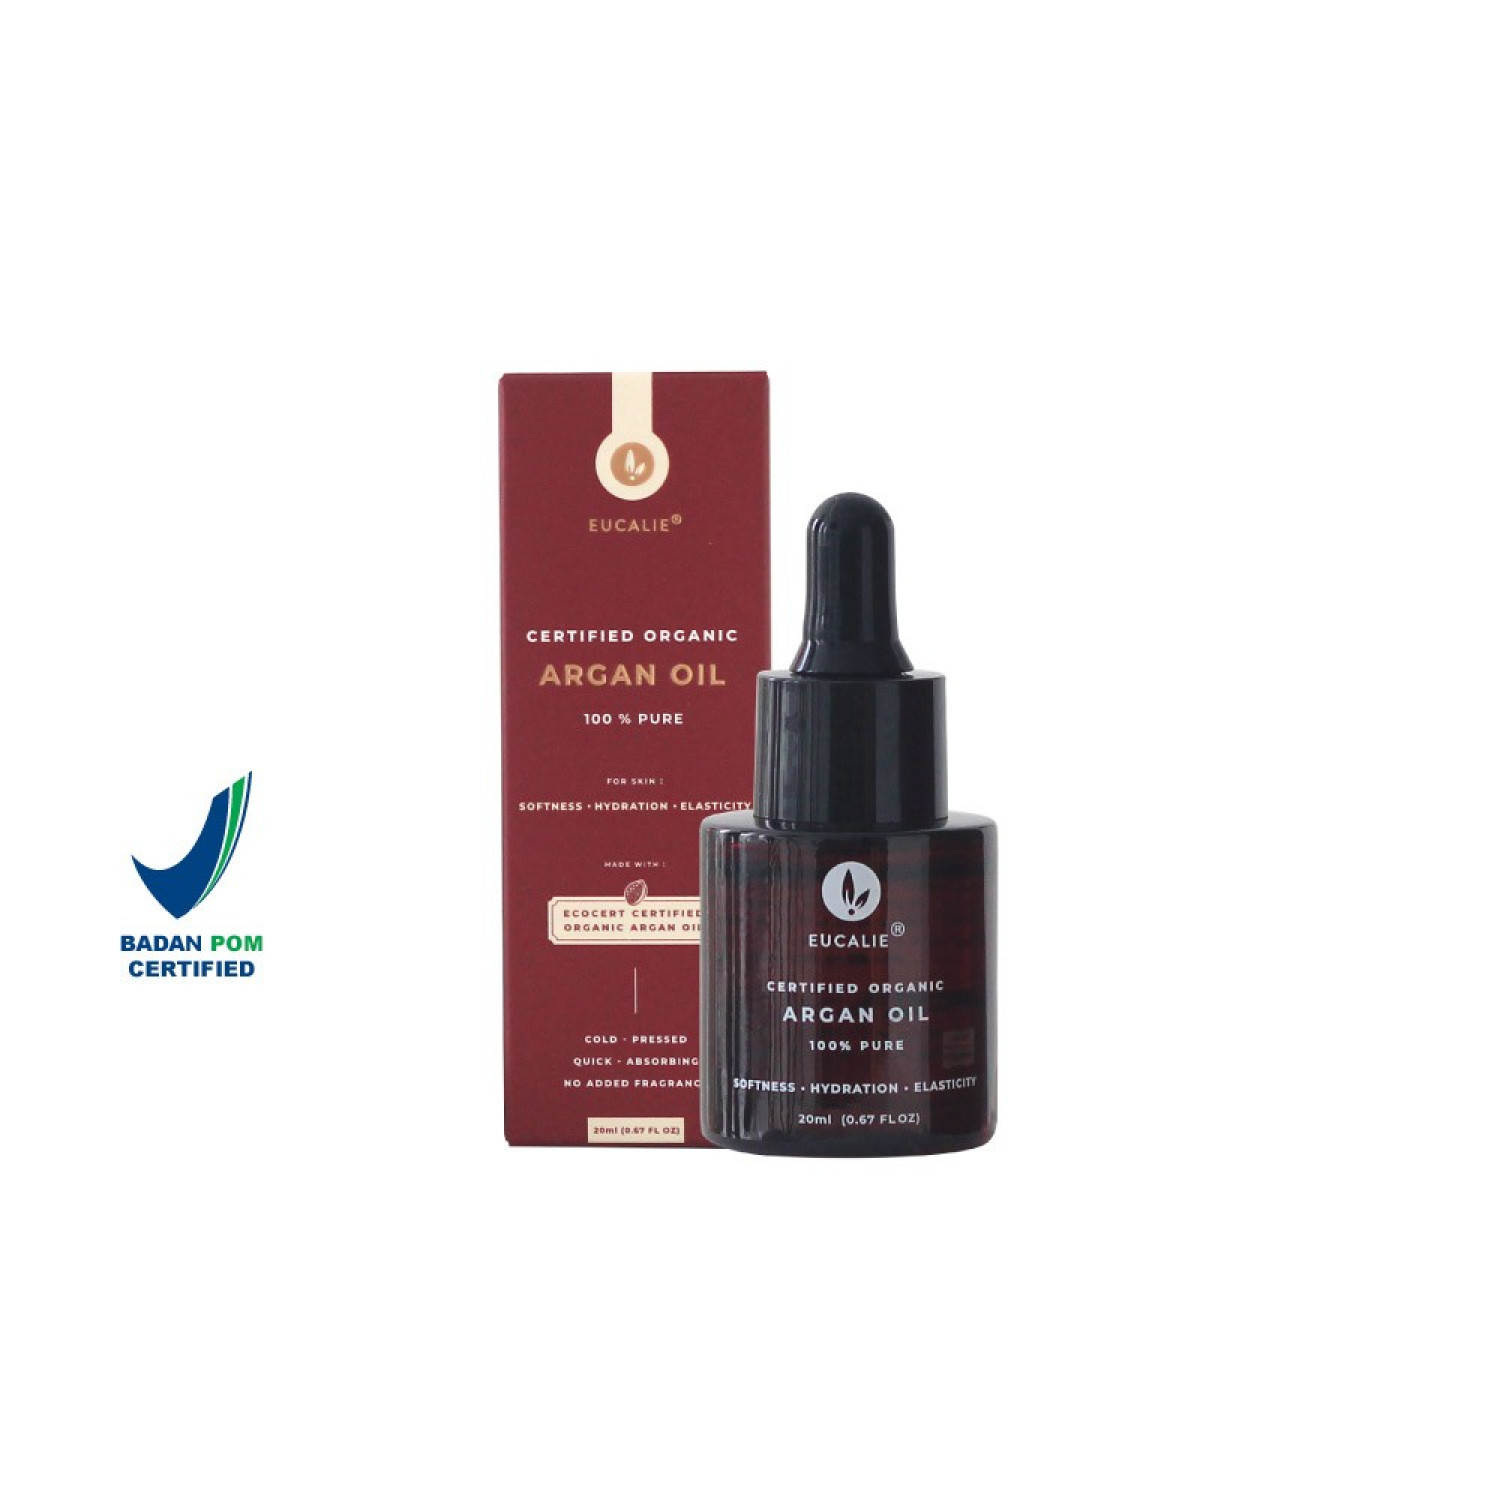 EUCALIE®
CERTIFIED ORGANIC
ARGAN OIL
100 % PURE
FOR SKIN :
SOFTNESS • HYDRATION • ELASTICITY
MADE WITH :
ECOCERT CERTIFIED
ORGANIC ARGAN OIL
COLD - PRESSED
QUICK - ABSORBING
NO ADDED
20ml (0.67 FL OZ)
EUCALIE®
CERTIFIED ORGANIC
ARGAN OIL
100% PURE
SOFTNESS • HYDRATION • ELASTICITY
20ml (0.67 FL OZ)
BADAN POM
CERTIFIED